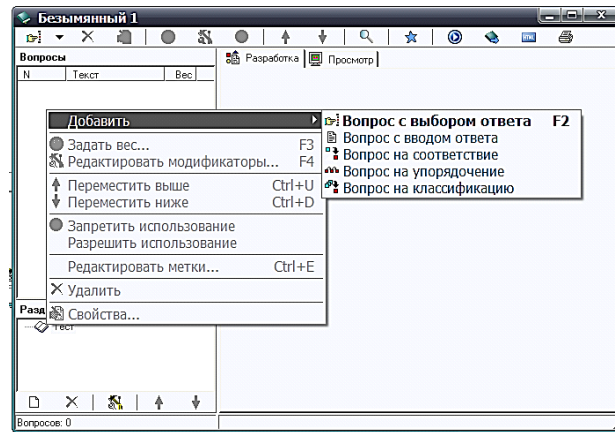 Безымянный 1
HTML
Вопросы
Разработка
Просмотр
N Текст Вес
Добавить
Вопрос с выбором ответа F2
Вопрос с вводом ответа
Вопрос на соответствие
Вопрос на упорядочение
Вопрос на классификацию
Задать вес... F3
Редактировать модификаторы... F4
Переместить выше Ctrl+U
Переместить ниже Ctrl+D
Запретить использование
Разрешить использование
Редактировать метки... Ctrl+E
Удалить
Свойства...
Разд
Тест
Вопросов: 0